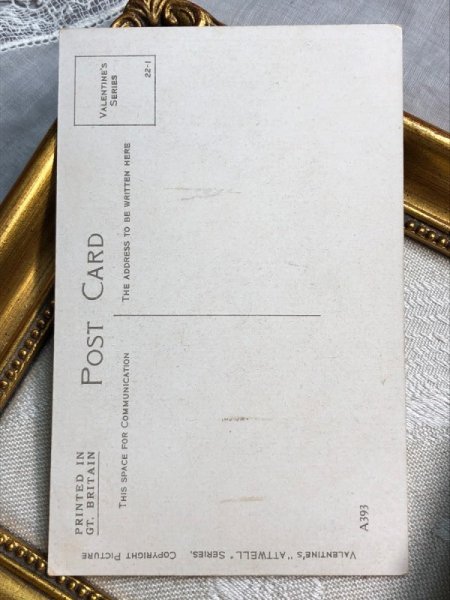 PRINTED IN
GT. BRITAIN
POST CARD
VALENTINE'S
SERIES
22-1
THIS SPACE FOR COMMUNICATION
THE ADDRESS TO BE WRITTEN HERE
VALENTINE'S "ATTWELL" SERIES. COPYRIGHT PICTURE
A393